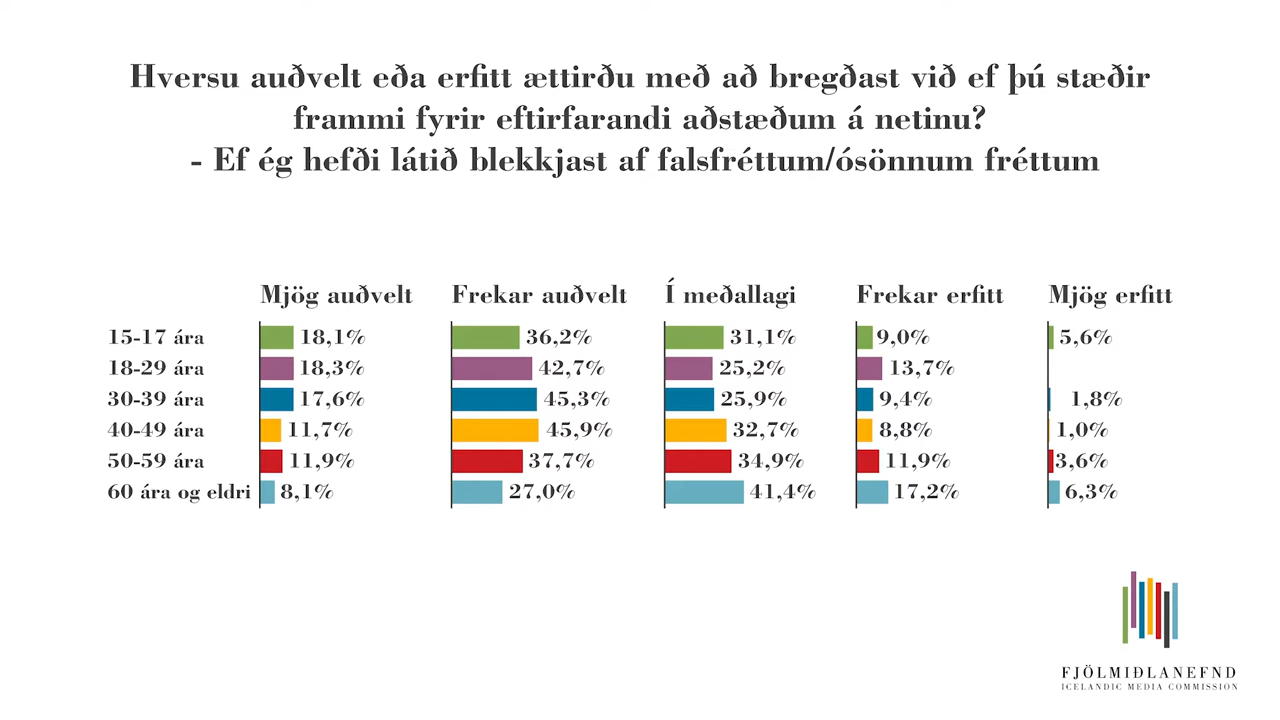 Hversu auðvelt eða erfitt ættirðu með að bregðast við ef þú stæðir
frammi fyrir eftirfarandi aðstæðum á netinu?
- Ef ég hefði látið blekkjast af falsfréttum/ósönnum fréttum
Mjög auðvelt Frekar auðvelt Í meðallagi Frekar erfitt Mjög erfitt
15-17 ára 18,1% 36,2% 31,1% 9,0% 5,6%
18-29 ára 18,3% 42,7% 25,2% 13,7%
30-39 ára 17,6% 45,3% 25,9% 9,4% 1,8%
40-49 ára 11,7% 45,9% 32,7% 8,8% 1,0%
50-59 ára 11,9% 37,7% 34,9% 11,9% 3,6%
60 ára og eldri 8,1% 27,0% 41,4% 17,2% 6,3%
FJÖLMIÐLANEFND
ICELANDIC MEDIA COMMISSION